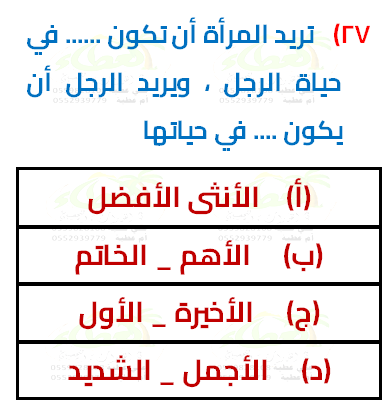 ٢٧) تريد المرأة أن تكون ...... في
حياة الرجل ، ويريد الرجل أن
يكون .... في حياتها
(أ) الأنثى الأفضل
(ب) الأهم _ الخاتم
(ج) الأخيرة _ الأول
(د) الأجمل _ الشديد